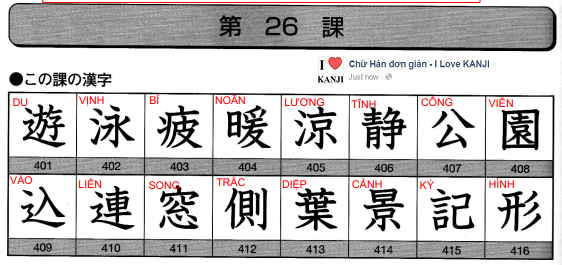 第 26 課
I ❤ KANJI
Chữ Hán đơn giản - I Love KANJI
Just now
●この課の漢字
DU VỊNH BÌ NOÃN LƯƠNG TĨNH CÔNG VIÊN
遊 泳 疲 暖 涼 静 公 園
401 402 403 404 405 406 407 408
VÀO LIÊN SONG TRẮC DIỆP CẢNH KÝ HÌNH
込 連 窓 側 葉 景 記 形
409 410 411 412 413 414 415 416